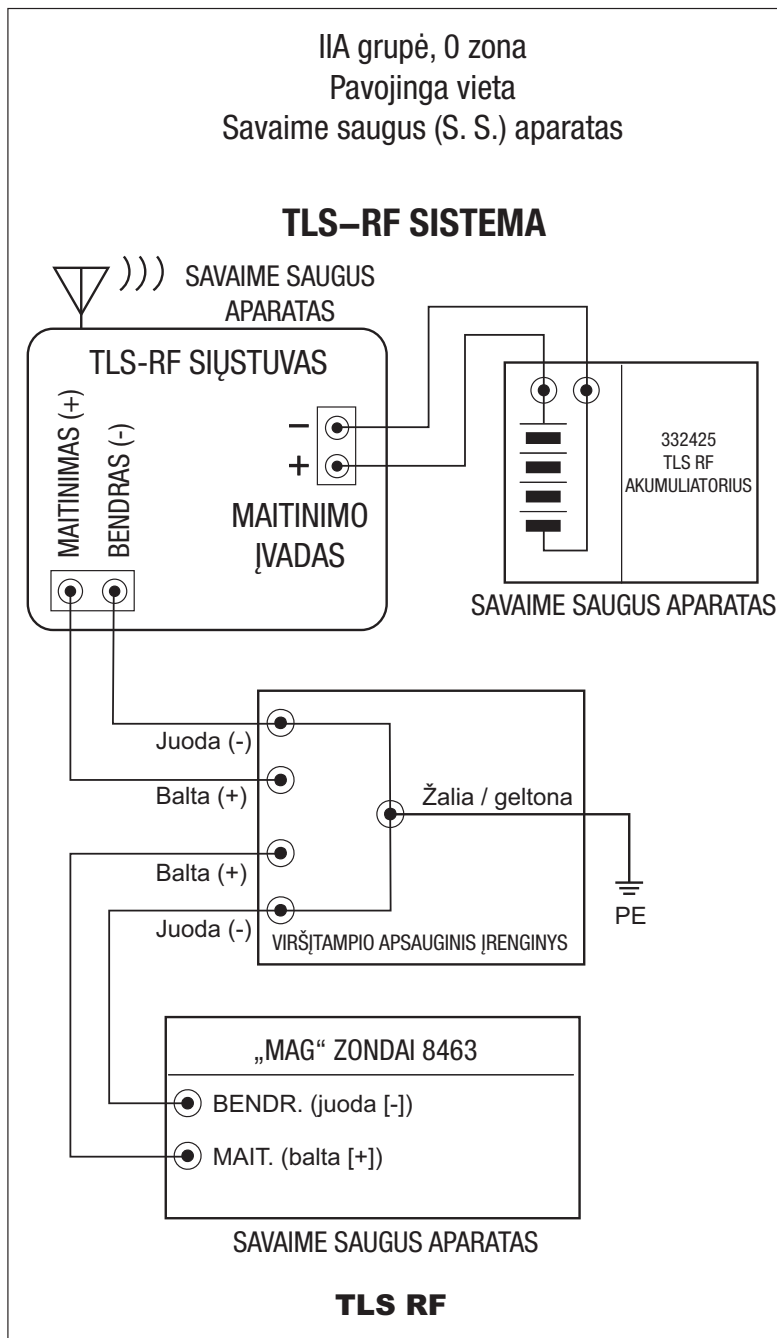 IIA grupė, 0 zona
Pavojinga vieta
Savaime saugus (S. S.) aparatas
TLS–RF SISTEMA
SAVAIME SAUGUS
APARATAS
TLS-RF SIŲSTUVAS
MAITINIMAS (+)
BENDRAS (-)
–
+
MAITINIMO
ĮVADAS
332425
TLS RF
AKUMULIATORIUS
SAVAIME SAUGUS APARATAS
Juoda (-)
Balta (+)
Žalia / geltona
Balta (+)
Juoda (-)
PE
VIRŠĮTAMPIO APSAUGINIS ĮRENGINYS
„MAG“ ZONDAI 8463
BENDR. (juoda [-])
MAIT. (balta [+])
SAVAIME SAUGUS APARATAS
TLS RF